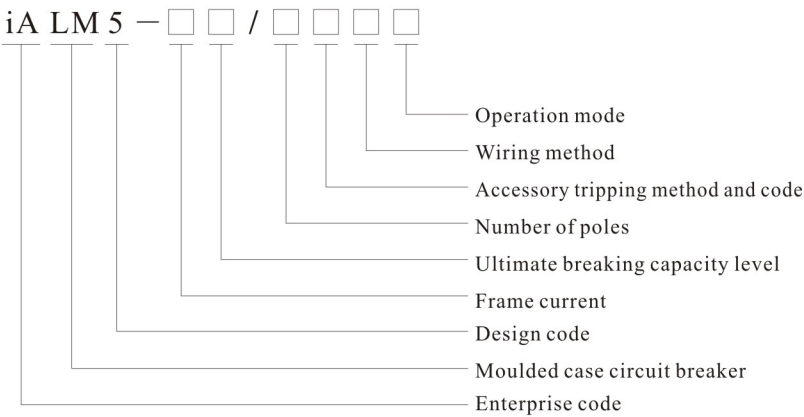 iA LM 5 - □ □ / □ □ □ □
Operation mode
Wiring method
Accessory tripping method and code
Number of poles
Ultimate breaking capacity level
Frame current
Design code
Moulded case circuit breaker
Enterprise code